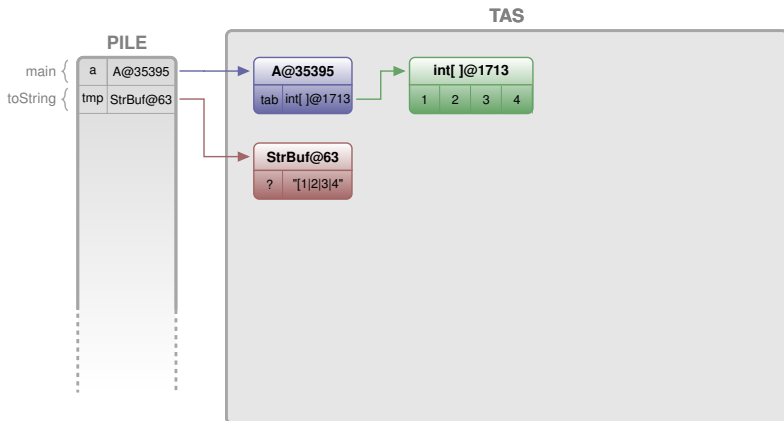 TAS
PILE
main { a A@35395
toString { tmp StrBuf@63
A@35395
tab int[ ]@1713
int[ ]@1713
1 2 3 4
StrBuf@63
? "[1|2|3|4"